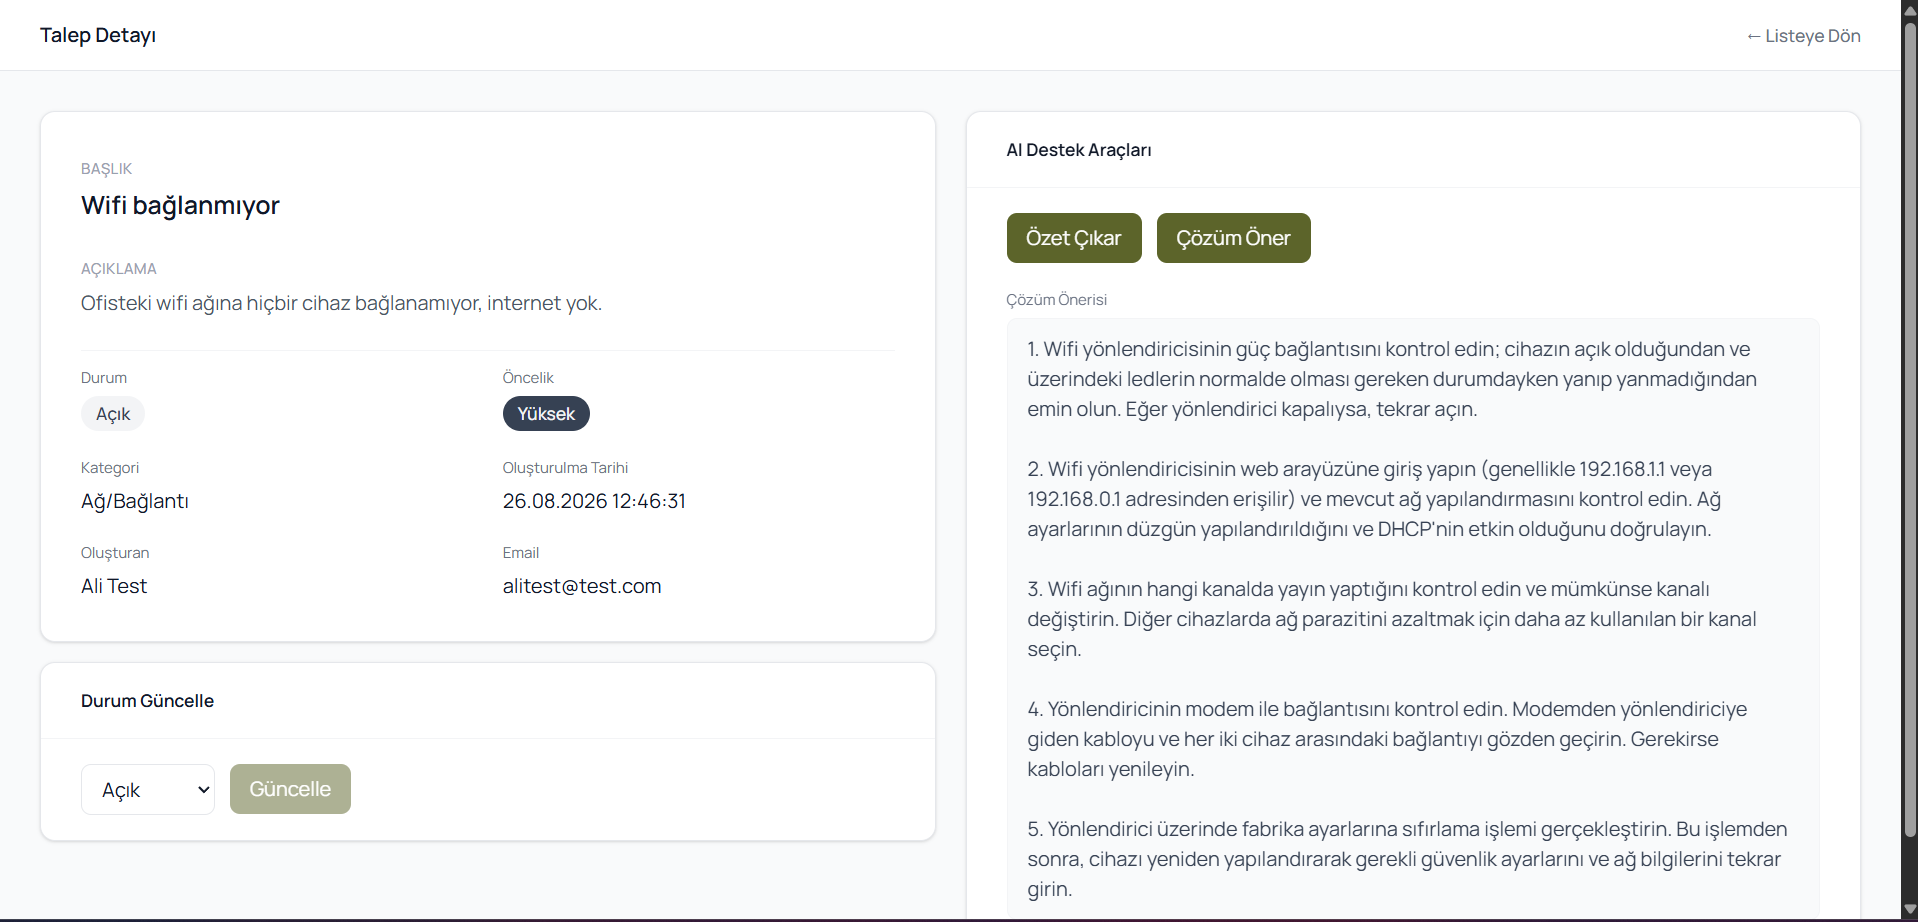 Talep Detayı
← Listeye Dön
BAŞLIK
Wifi bağlanmıyor
AÇIKLAMA
Ofisteki wifi ağına hiçbir cihaz bağlanamıyor, internet yok.
Durum
Öncelik
Açık
Yüksek
Kategori
Oluşturulma Tarihi
Ağ/Bağlantı
26.08.2026 12:46:31
Oluşturan
Email
Ali Test
alitest@test.com
Durum Güncelle
Açık
Güncelle
AI Destek Araçları
Özet Çıkar
Çözüm Öner
Çözüm Önerisi
1. Wifi yönlendiricisinin güç bağlantısını kontrol edin; cihazın açık olduğundan ve
üzerindeki ledlerin normalde olması gereken durumdayken yanıp yanmadığından
emin olun. Eğer yönlendirici kapalıysa, tekrar açın.
2. Wifi yönlendiricisinin web arayüzüne giriş yapın (genellikle 192.168.1.1 veya
192.168.0.1 adresinden erişilir) ve mevcut ağ yapılandırmasını kontrol edin. Ağ
ayarlarının düzgün yapılandırıldığını ve DHCP'nin etkin olduğunu doğrulayın.
3. Wifi ağının hangi kanalda yayın yaptığını kontrol edin ve mümkünse kanalı
değiştirin. Diğer cihazlarda ağ parazitini azaltmak için daha az kullanılan bir kanal
seçin.
4. Yönlendiricinin modem ile bağlantısını kontrol edin. Modemden yönlendiriciye
giden kabloyu ve her iki cihaz arasındaki bağlantıyı gözden geçirin. Gerekirse
kabloları yenileyin.
5. Yönlendirici üzerinde fabrika ayarlarına sıfırlama işlemi gerçekleştirin. Bu işlemden
sonra, cihazı yeniden yapılandırarak gerekli güvenlik ayarlarını ve ağ bilgilerini tekrar
girin.